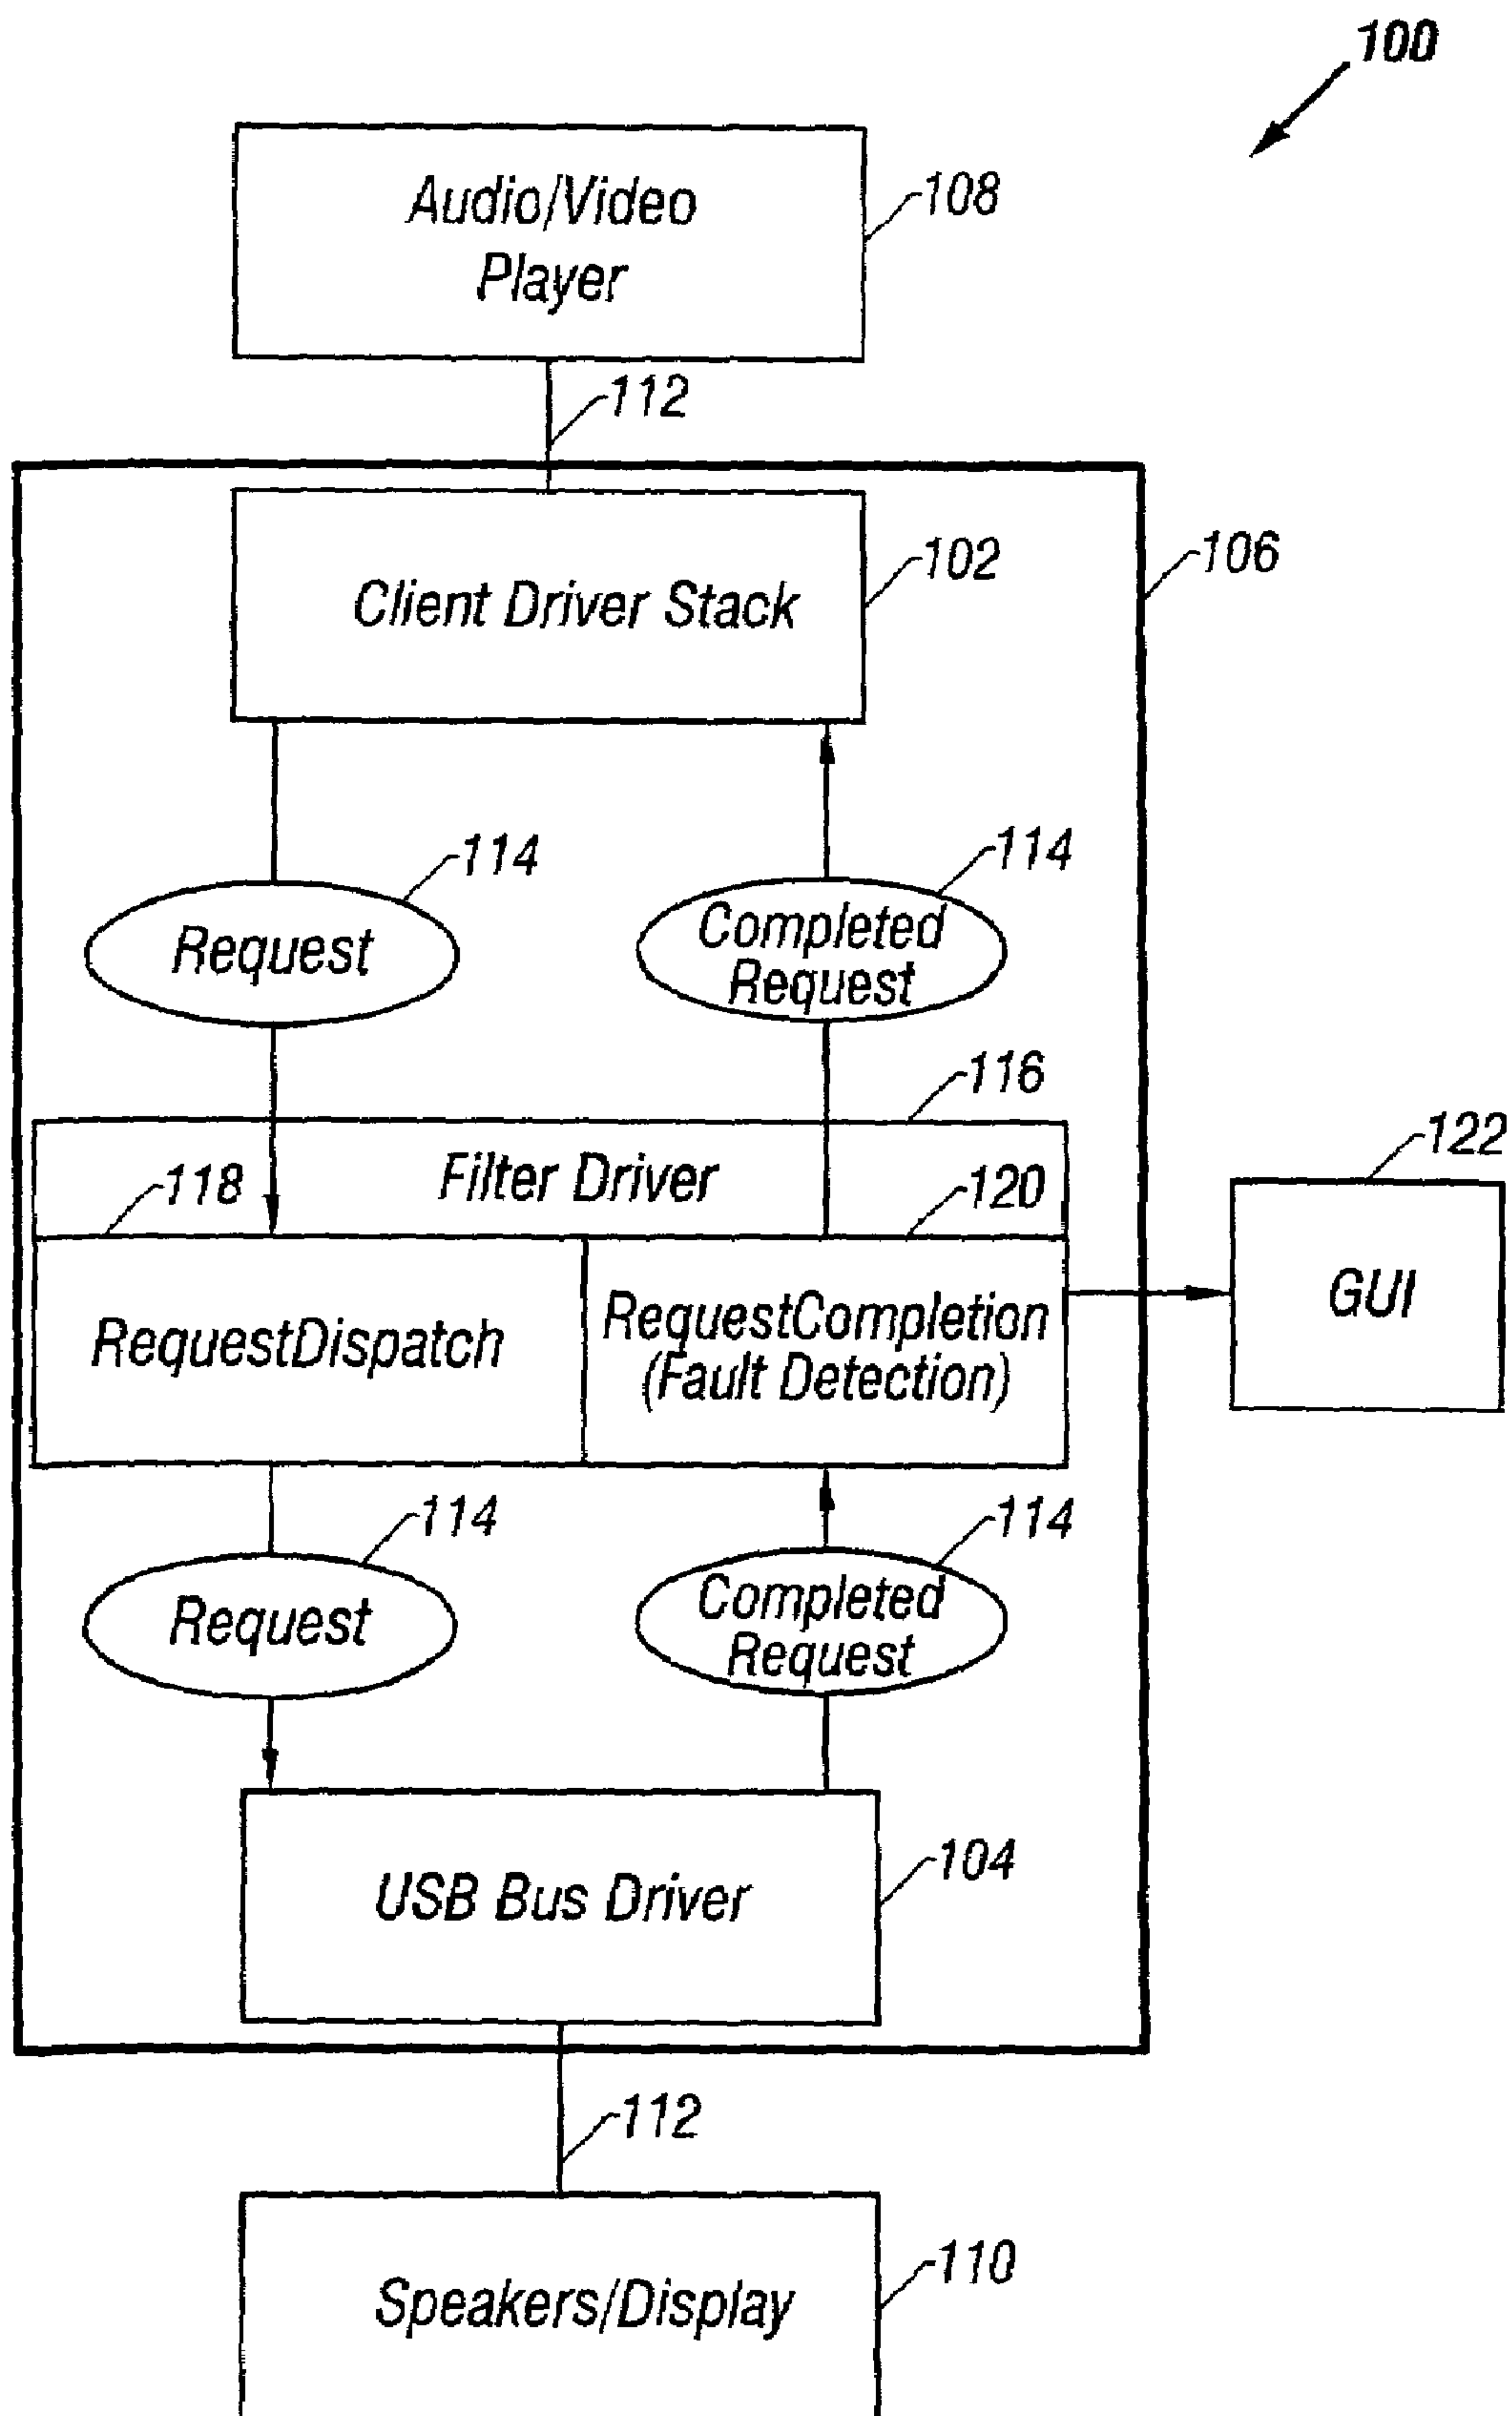 100
Audio/Video
Player
108
112
Client Driver Stack
102
106
114
Request
114
Completed
Request
116
Filter Driver
118
120
122
RequestDispatch
RequestCompletion
(Fault Detection)
GUI
114
Request
114
Completed
Request
USB Bus Driver
104
112
Speakers/Display
110